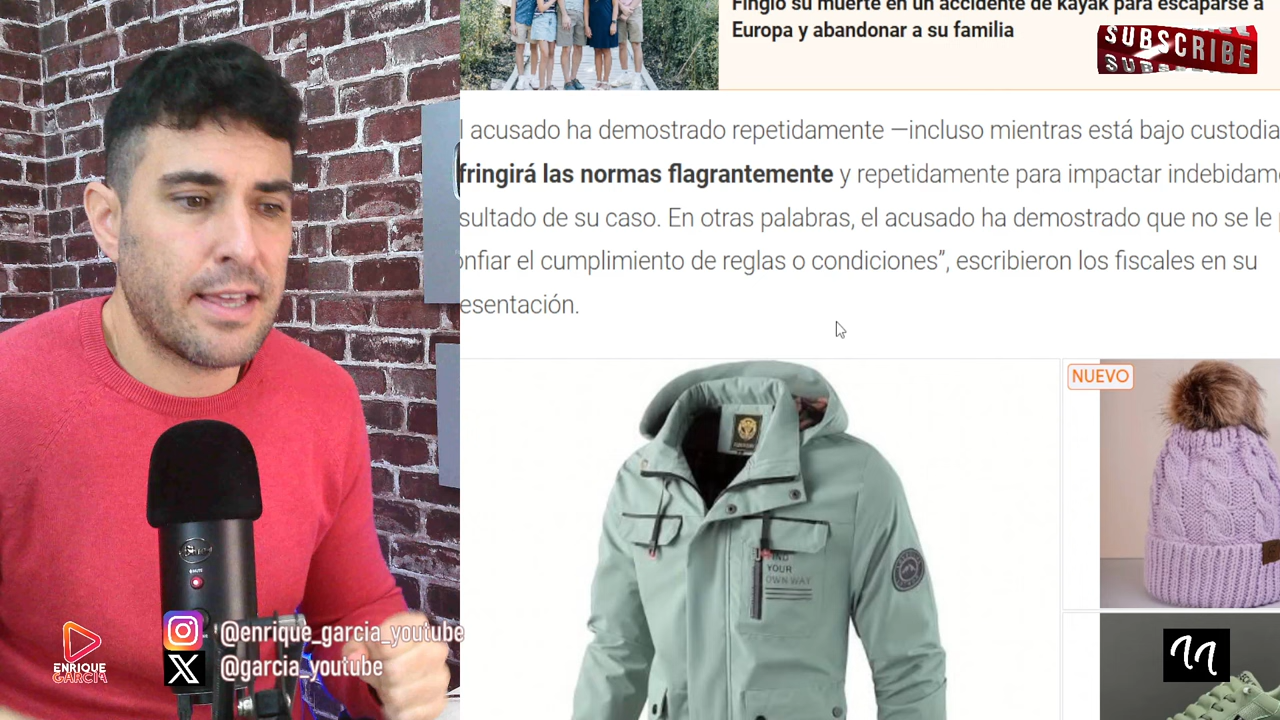 Fingió su muerte en un accidente de kayak para escaparse a
Europa y abandonar a su familia
SUBSCRIBE
l acusado ha demostrado repetidamente —incluso mientras está bajo custodia
fringirá las normas flagrantemente y repetidamente para impactar indebidam
sultado de su caso. En otras palabras, el acusado ha demostrado que no se le
onfiar el cumplimiento de reglas o condiciones”, escribieron los fiscales en su
esentación.
NUEVO
FIND
YOUR
OWN WAY
@enrique_garcia_youtube
@garcia_youtube
ENRIQUE
GARCIA